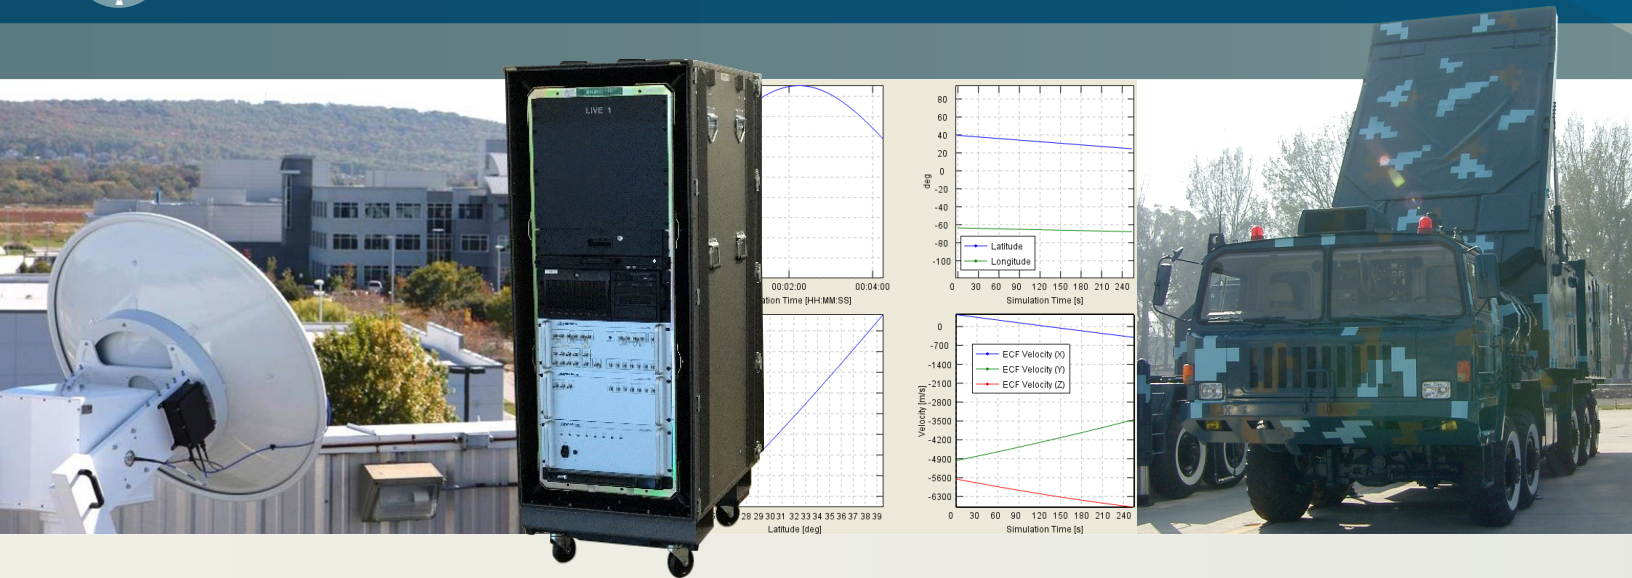 LIVE 1
00:02:00
00:04:00
ation Time [HH:MM:SS]
80
60
40
20
0
-20
-40
-60
-80
-100
deg
Latitude
Longitude
0 30 60 90 120 150 180 210 240
Simulation Time [s]
0
-700
-1400
-2100
-2800
-3500
-4200
-4900
-5600
-6300
Velocity [m/s]
ECF Velocity (X)
ECF Velocity (Y)
ECF Velocity (Z)
28 29 30 31 32 33 34 35 36 37 38 39
Latitude [deg]
0 30 60 90 120 150 180 210 240
Simulation Time [s]